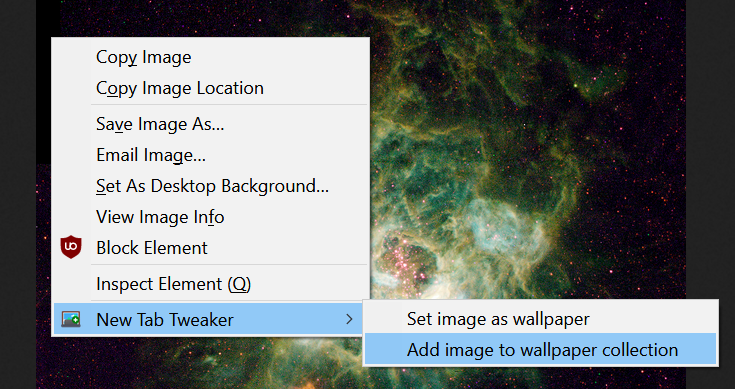 Copy Image
Copy Image Location
Save Image As...
Email Image...
Set As Desktop Background...
View Image Info
uo Block Element
Inspect Element (Q)
New Tab Tweaker
Set image as wallpaper
Add image to wallpaper collection